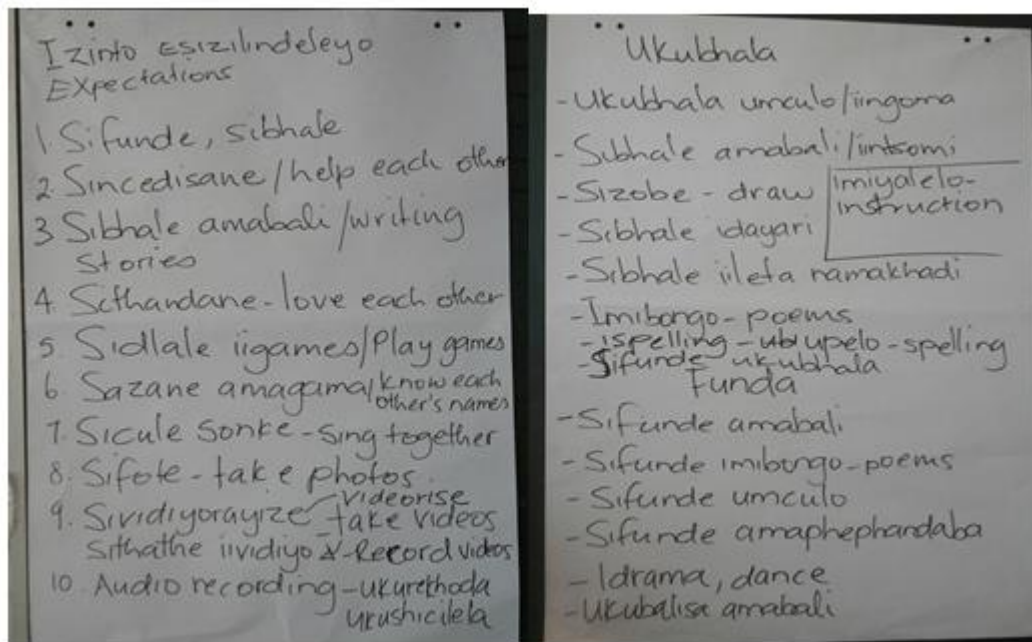 Izinto esizilindeleyo
Expectations
1. Sifunde, sibhale
2. Sincedisane/help each other
3 Sibhale amabali/writing
stories
4. Sithandane - love each other
5. Sidlale iigames/Play games
6. Sazane amagama/know each
other's names
7. Sicule sonke - Sing together
8. Sifote - take photos
9. Sividiyorayize - videorise
take videos
Sithathe iividiyo - Record videos
10. Audio recording - ukurekhoda
ukushicilela
Ukubhala
- Ukubhala umculo/iingoma
- Sibhale amabali/iintsomi
- Sizobe - draw
- Sibhale idayari
imiyalelo-
instruction
- Sibhale iileta namakhadi
- Imibongo - poems
- ispelling - ubupelo - spelling
- Sifunde ukubhala
Funda
- Sifunde amabali
- Sifunde imibongo - poems
- Sifunde umculo
- Sifunde amaphephandaba
- Idrama, dance
- Ukubalisa amabali